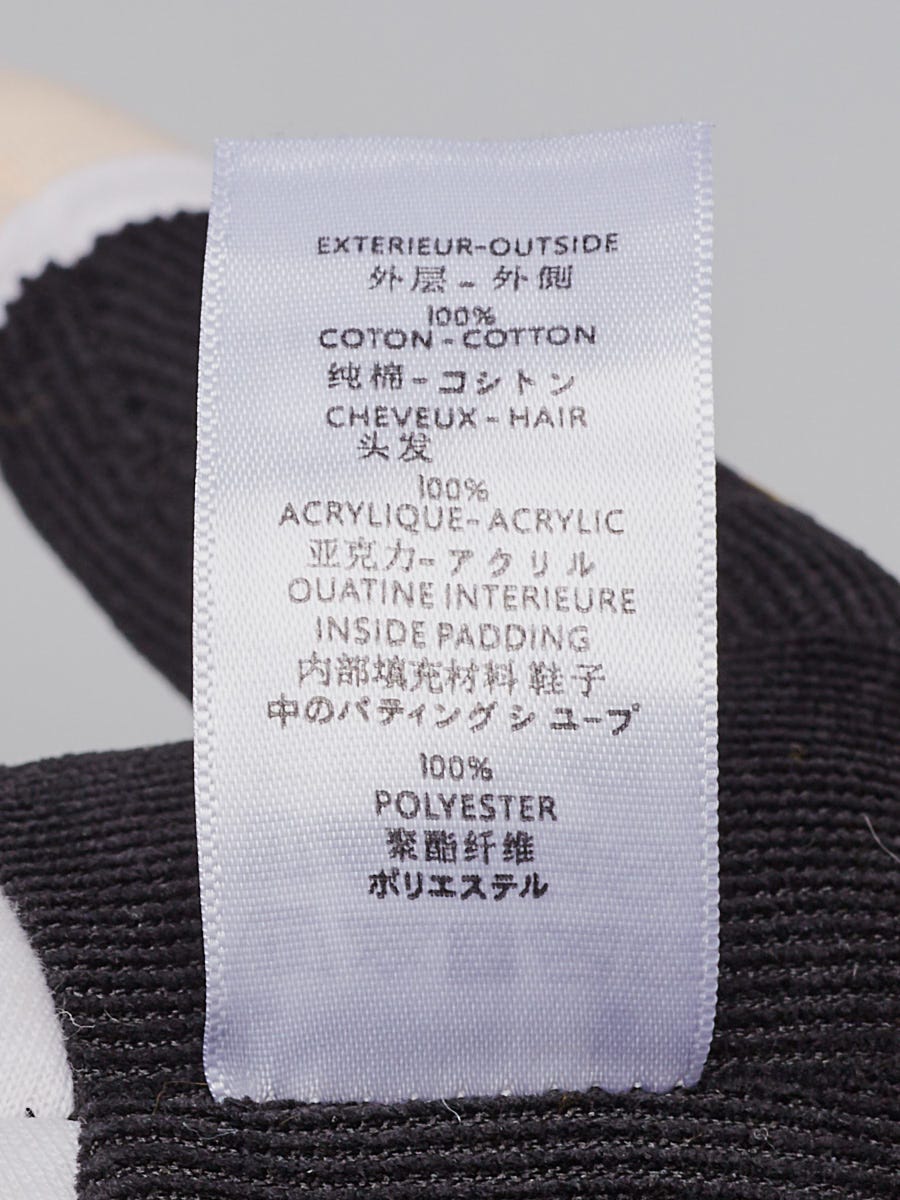 EXTERIEUR-OUTSIDE
外层 - 外侧
100%
COTON - COTTON
纯棉 - コシトン
CHEVEUX - HAIR
头发
100%
ACRYLIQUE- ACRYLIC
亚克力- アクリル
OUATINE INTERIEURE
INSIDE PADDING
内部填充材料 鞋子
中のパティングシ ユープ
100%
POLYESTER
聚酯纤维
ポリエステル